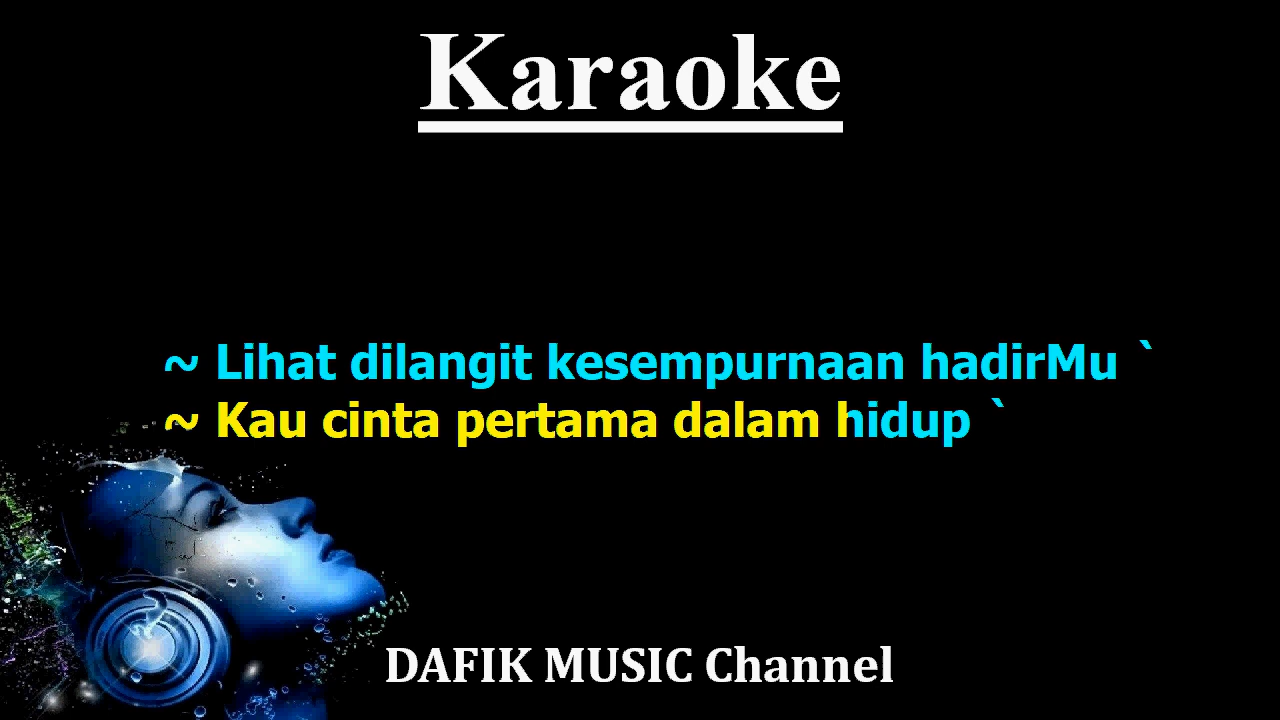 Karaoke
~ Lihat dilangit kesempurnaan hadirMu `
~ Kau cinta pertama dalam hidup `
DAFIK MUSIC Channel